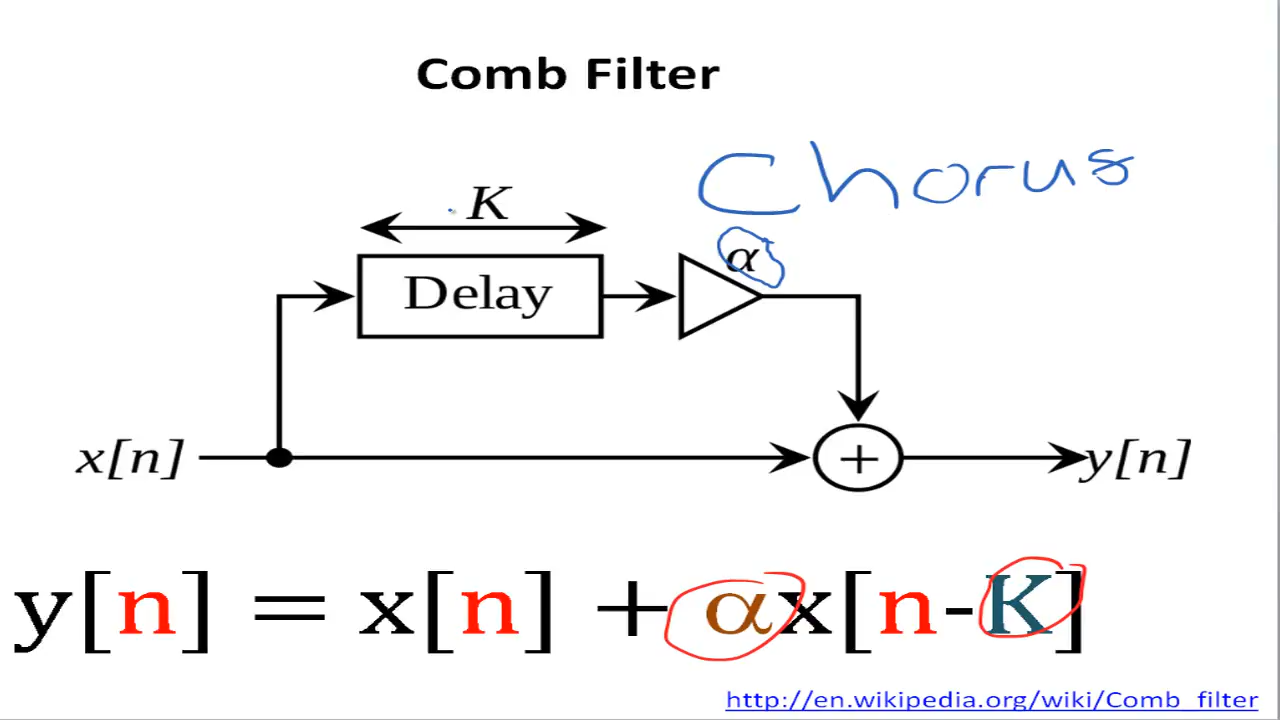 Comb Filter
Chorus
K
α
Delay
x[n]
+
y[n]
y[n] = x[n] + αx[n-K]
http://en.wikipedia.org/wiki/Comb_filter